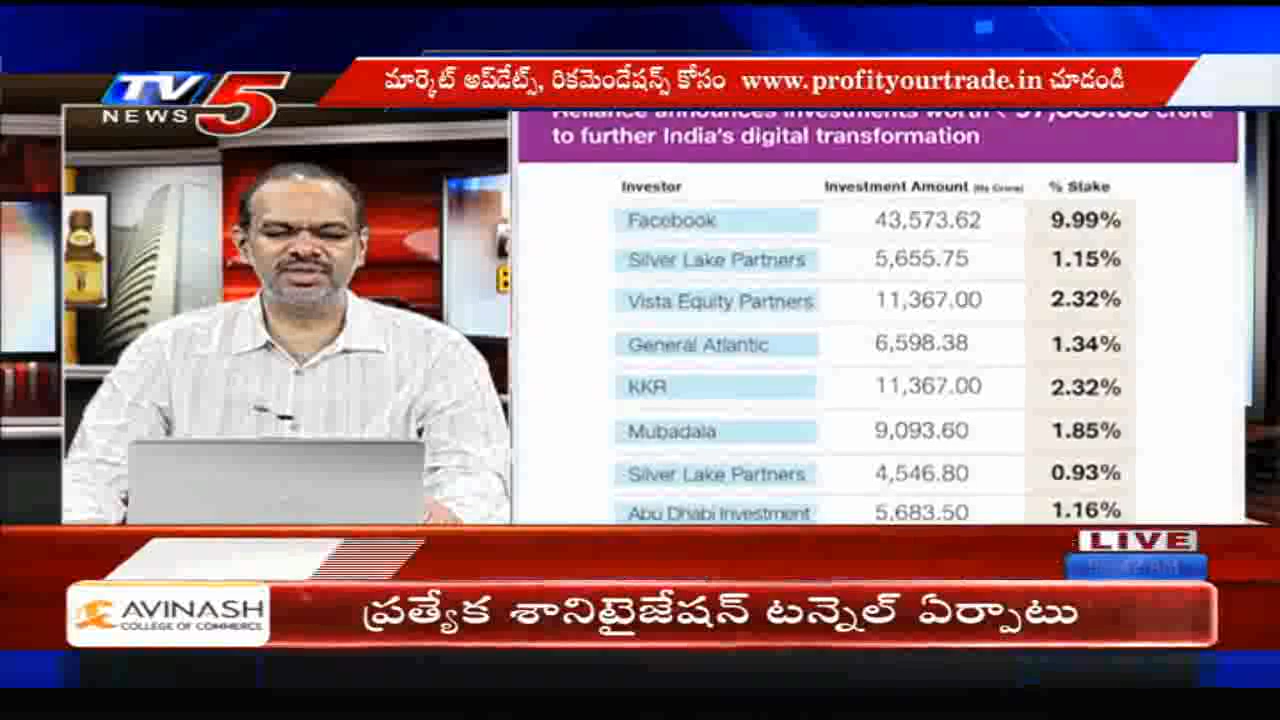 మార్కెట్ అప్‌డేట్స్, రికమెండేషన్స్ కోసం www.profityourtrade.in చూడండి
TV5
NEWS
to further India's digital transformation
Investor Investment Amount (Rs Crore) % Stake
Facebook 43,573.62 9.99%
Silver Lake Partners 5,655.75 1.15%
Vista Equity Partners 11,367.00 2.32%
General Atlantic 6,598.38 1.34%
KKR 11,367.00 2.32%
Mubadala 9,093.60 1.85%
Silver Lake Partners 4,546.80 0.93%
Abu Dhabi Investment 5,683.50 1.16%
LIVE
AVINASH
COLLEGE OF COMMERCE
ప్రత్యేక శానిటైజేషన్ టన్నెల్ ఏర్పాటు